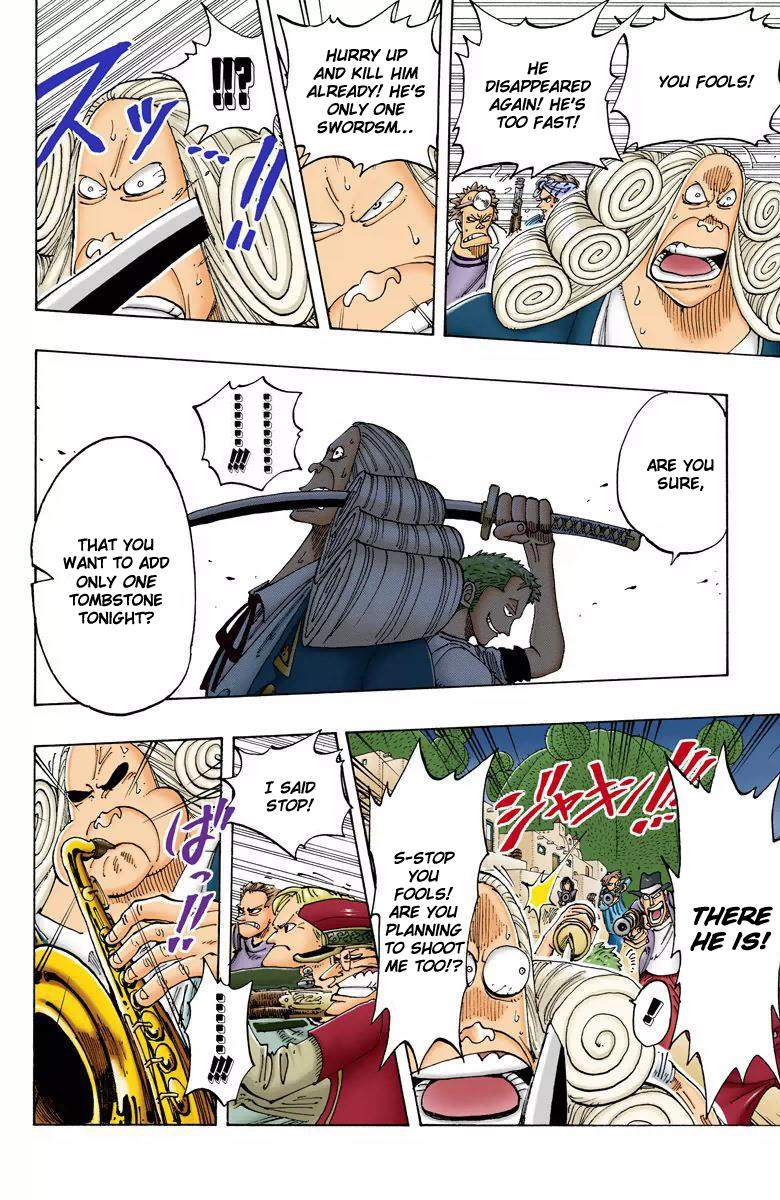 YOU FOOLS!
HE
DISAPPEARED
AGAIN! HE'S
TOO FAST!
HURRY UP
AND KILL HIM
ALREADY! HE'S
ONLY ONE
SWORDSM...
!!?
スッ...!!
ARE YOU
SURE,
!!!
THAT YOU
WANT TO ADD
ONLY ONE
TOMBSTONE
TONIGHT?
THERE
HE IS!
ジャキン!!!
!
S-STOP
YOU
FOOLS!
ARE YOU
PLANNING
TO SHOOT
ME TOO!?
I SAID
STOP!
ばっ!!
!!!